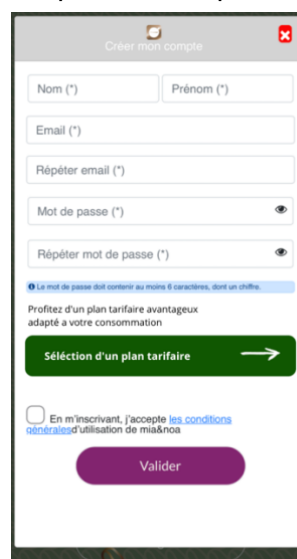 Créer mon compte
Nom (*) Prénom (*)
Email (*)
Répéter email (*)
Mot de passe (*)
Répéter mot de passe (*)
Le mot de passe doit contenir au moins 6 caractères, dont un chiffre.
Profitez d'un plan tarifaire avantageux
adapté a votre consommation
Séléction d'un plan tarifaire
En m'inscrivant, j'accepte les conditions
générales d'utilisation de mia&noa
Valider